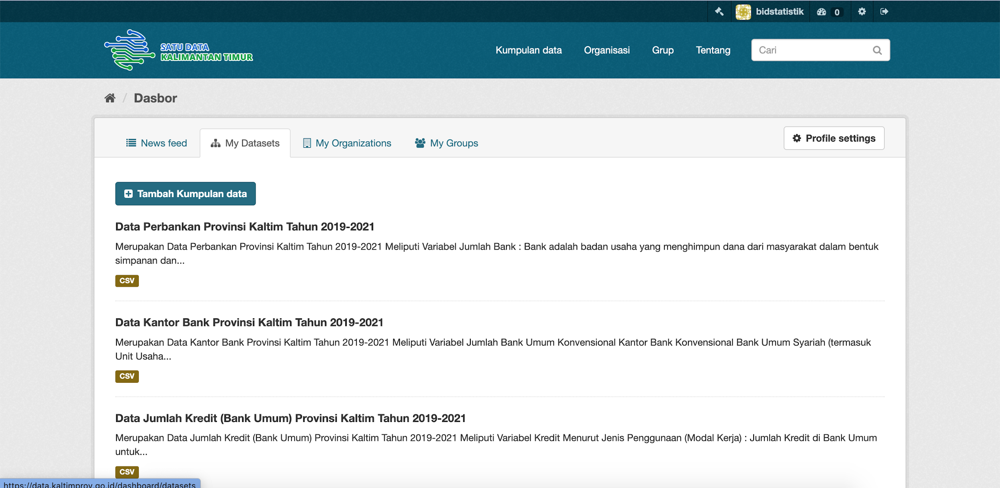 bidstatistik 0
SATU DATA
KALIMANTAN TIMUR
Kumpulan data Organisasi Grup Tentang Cari
/ Dasbor
News feed My Datasets My Organizations My Groups Profile settings
Tambah Kumpulan data
Data Perbankan Provinsi Kaltim Tahun 2019-2021
Merupakan Data Perbankan Provinsi Kaltim Tahun 2019-2021 Meliputi Variabel Jumlah Bank : Bank adalah badan usaha yang menghimpun dana dari masyarakat dalam bentuk
simpanan dan...
CSV
Data Kantor Bank Provinsi Kaltim Tahun 2019-2021
Merupakan Data Kantor Bank Provinsi Kaltim Tahun 2019-2021 Meliputi Variabel Jumlah Bank Umum Konvensional Kantor Bank Konvensional Bank Umum Syariah (termasuk
Unit Usaha...
CSV
Data Jumlah Kredit (Bank Umum) Provinsi Kaltim Tahun 2019-2021
Merupakan Data Jumlah Kredit (Bank Umum) Provinsi Kaltim Tahun 2019-2021 Meliputi Variabel Kredit Menurut Jenis Penggunaan (Modal Kerja) : Jumlah Kredit di Bank Umum
untuk...
CSV
https://data.kaltimprov.go.id/dashboard/datasets